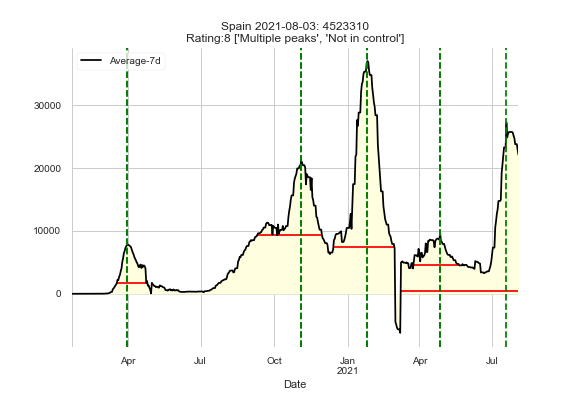 Spain 2021-08-03: 4523310
Rating:8 ['Multiple peaks', 'Not in control']
Average-7d
30000
20000
10000
0
Apr
Jul
Oct
Jan
2021
Apr
Jul
Date